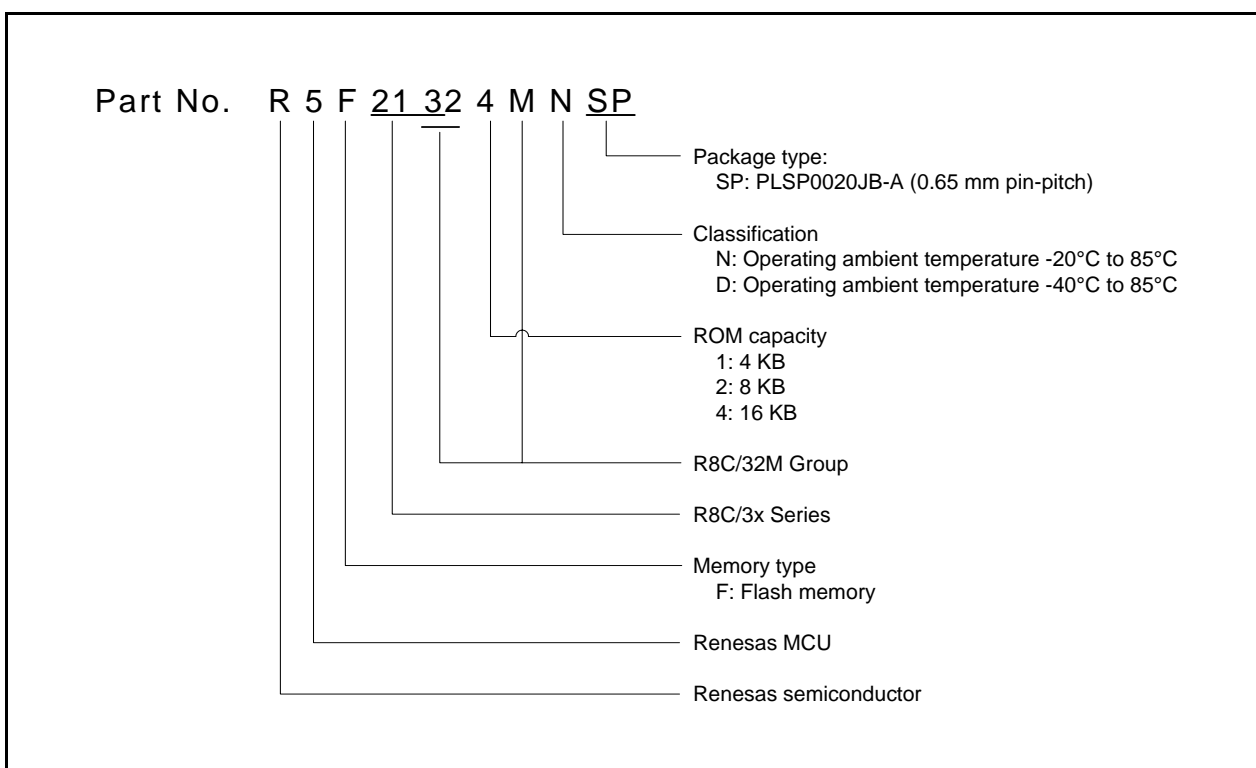 Part No. R 5 F 21 32 4 M N SP
Package type:
SP: PLSP0020JB-A (0.65 mm pin-pitch)
Classification
N: Operating ambient temperature -20°C to 85°C
D: Operating ambient temperature -40°C to 85°C
ROM capacity
1: 4 KB
2: 8 KB
4: 16 KB
R8C/32M Group
R8C/3x Series
Memory type
F: Flash memory
Renesas MCU
Renesas semiconductor